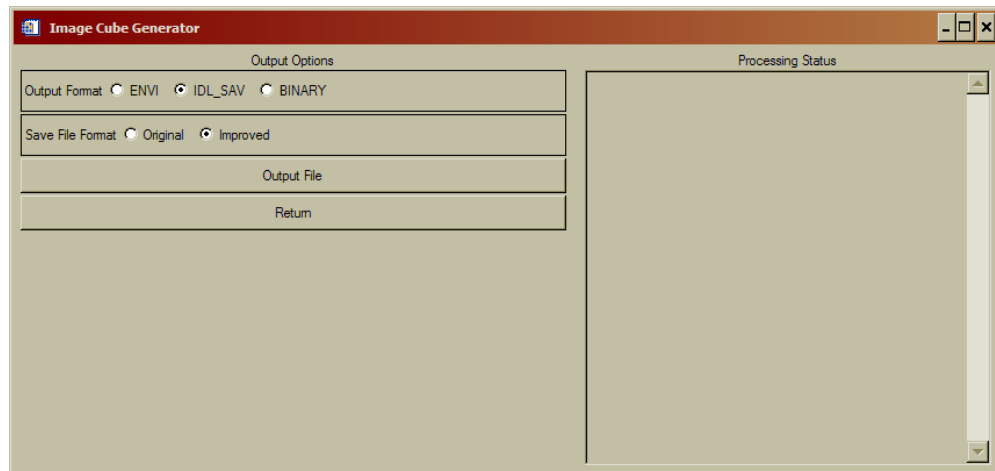 Image Cube Generator
Output Options
Processing Status
Output Format ENVI IDL_SAV BINARY
Save File Format Original Improved
Output File
Return